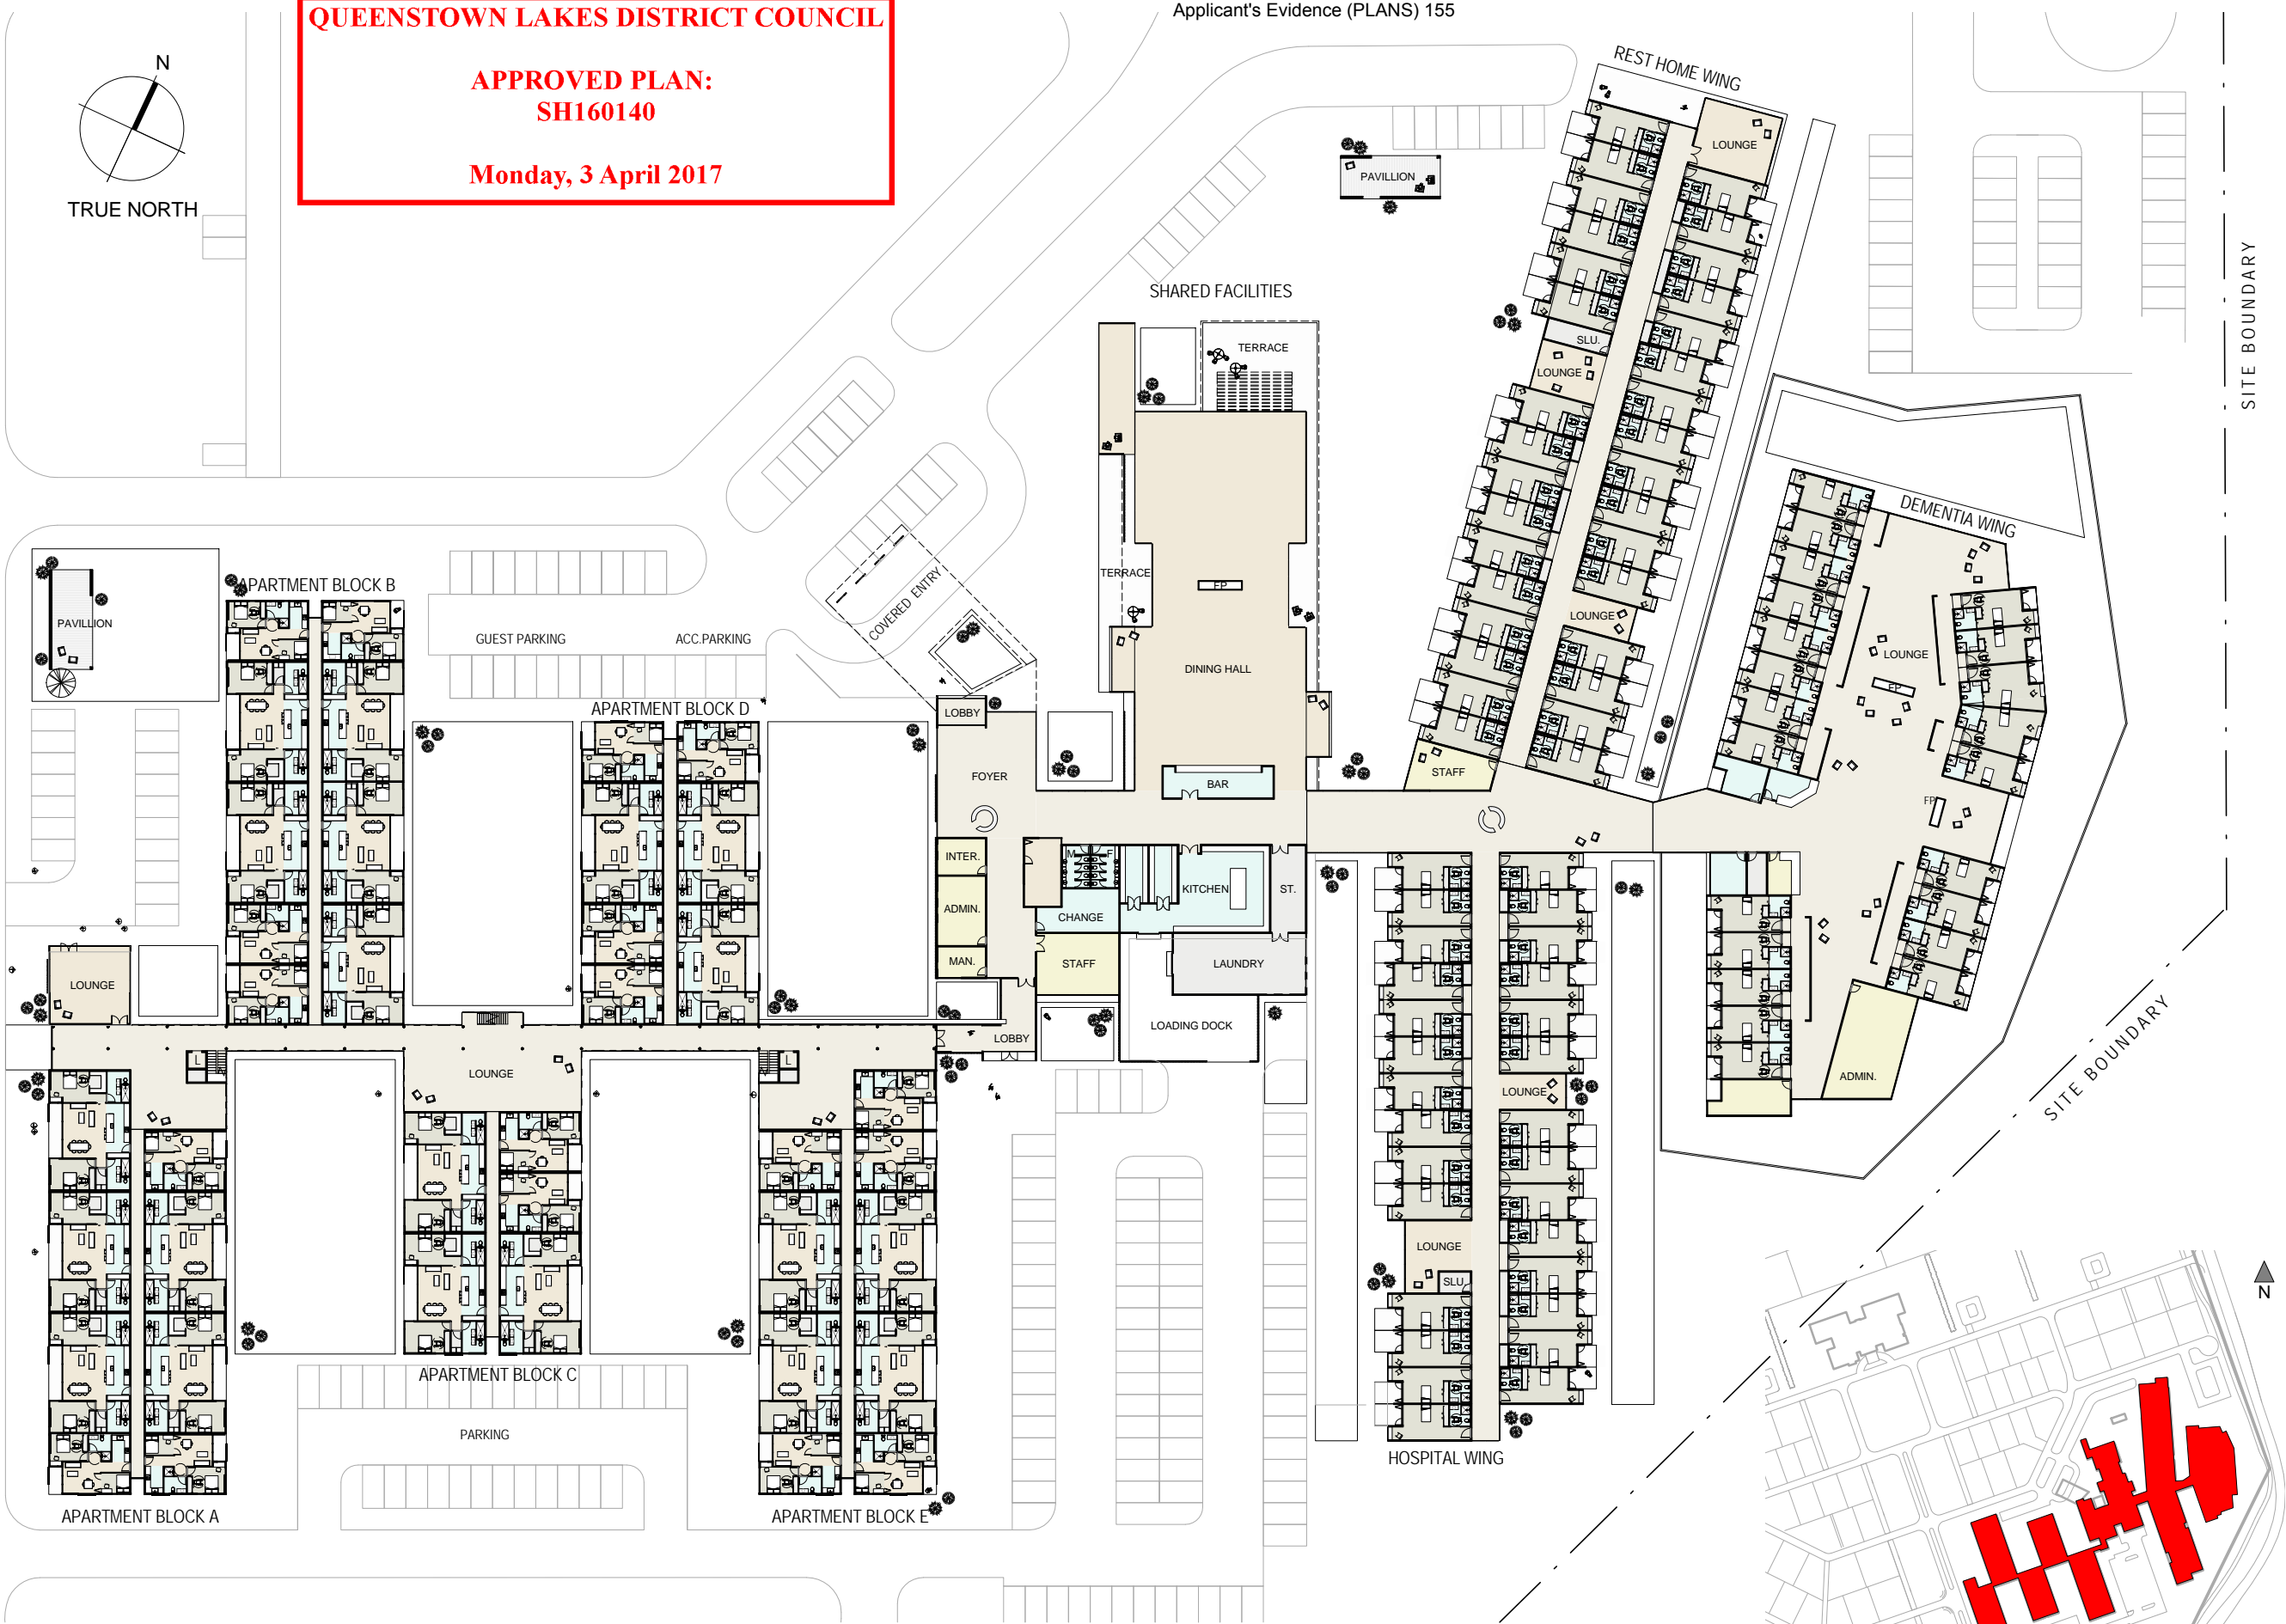 Applicant's Evidence (PLANS) 155
QUEENSTOWN LAKES DISTRICT COUNCIL
APPROVED PLAN:
SH160140
Monday, 3 April 2017
N
TRUE NORTH
REST HOME WING
LOUNGE
PAVILLION
SITE BOUNDARY
SHARED FACILITIES
TERRACE
SLU.
LOUNGE
DEMENTIA WING
TERRACE
FP
COVERED ENTRY
APARTMENT BLOCK B
PAVILLION
GUEST PARKING
ACC.PARKING
LOUNGE
LOUNGE
FP
DINING HALL
APARTMENT BLOCK D
LOBBY
FOYER
BAR
STAFF
FP
INTER.
M
F
KITCHEN
ST.
ADMIN.
CHANGE
MAN.
STAFF
LAUNDRY
LOUNGE
LOADING DOCK
LOBBY
L
LOUNGE
L
LOUNGE
ADMIN.
SITE BOUNDARY
LOUNGE
SLU.
N
APARTMENT BLOCK C
PARKING
HOSPITAL WING
APARTMENT BLOCK A
APARTMENT BLOCK E